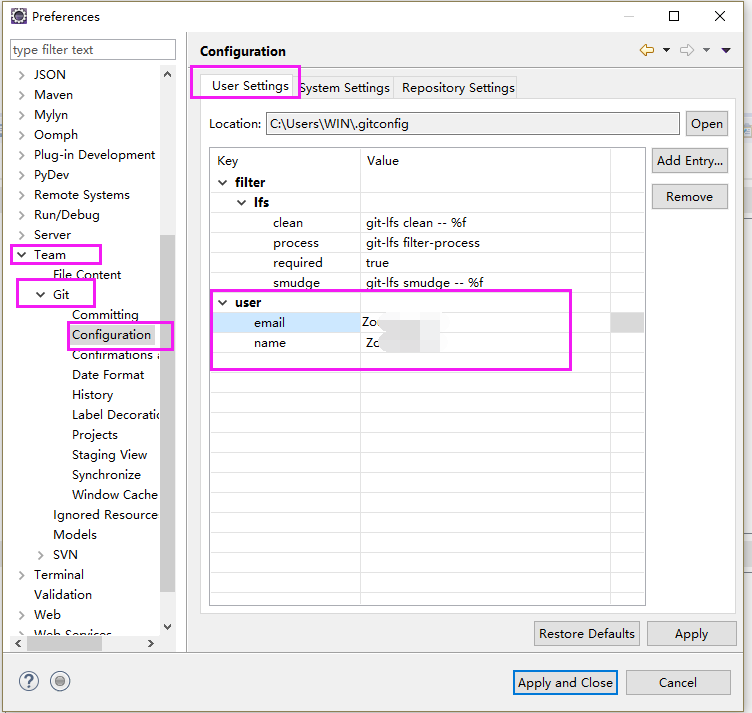 Preferences
type filter text
JSON
Maven
Mylyn
Oomph
Plug-in Development
PyDev
Remote Systems
Run/Debug
Server
Team
File Content
Git
Committing
Configuration
Confirmations
Date Format
History
Label Decoratic
Projects
Staging View
Synchronize
Window Cache
Ignored Resource
Models
SVN
Terminal
Validation
Web
Web Services
Configuration
User Settings System Settings Repository Settings
Location: C:\Users\WIN\.gitconfig Open
Key Value Add Entry...
filter
lfs Remove
clean git-lfs clean -- %f
process git-lfs filter-process
required true
smudge git-lfs smudge -- %f
user
email Zo
name Zo
Restore Defaults Apply
? Apply and Close Cancel